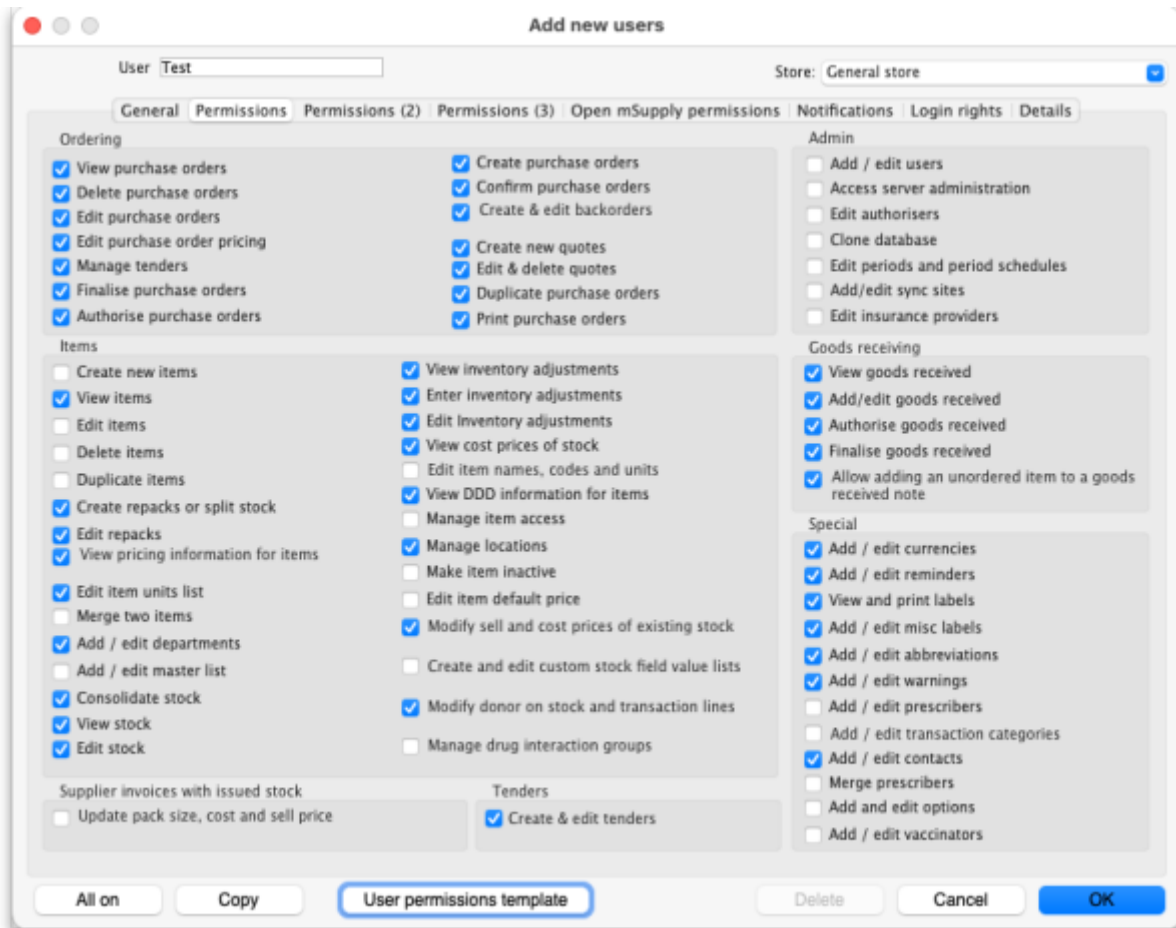 Add new users
User Test
Store: General store
General Permissions Permissions (2) Permissions (3) Open mSupply permissions Notifications Login rights Details
Ordering
View purchase orders
Delete purchase orders
Edit purchase orders
Edit purchase order pricing
Manage tenders
Finalise purchase orders
Authorise purchase orders
Create purchase orders
Confirm purchase orders
Create & edit backorders
Create new quotes
Edit & delete quotes
Duplicate purchase orders
Print purchase orders
Admin
Add / edit users
Access server administration
Edit authorisers
Clone database
Edit periods and period schedules
Add/edit sync sites
Edit insurance providers
Items
Create new items
View items
Edit items
Delete items
Duplicate items
Create repacks or split stock
Edit repacks
View pricing information for items
Edit item units list
Merge two items
Add / edit departments
Add / edit master list
Consolidate stock
View stock
Edit stock
View inventory adjustments
Enter inventory adjustments
Edit Inventory adjustments
View cost prices of stock
Edit item names, codes and units
View DDD information for items
Manage item access
Manage locations
Make item inactive
Edit item default price
Modify sell and cost prices of existing stock
Create and edit custom stock field value lists
Modify donor on stock and transaction lines
Manage drug interaction groups
Goods receiving
View goods received
Add/edit goods received
Authorise goods received
Finalise goods received
Allow adding an unordered item to a goods
received note
Special
Add / edit currencies
Add / edit reminders
View and print labels
Add / edit misc labels
Add / edit abbreviations
Add / edit warnings
Add / edit prescribers
Add / edit transaction categories
Add / edit contacts
Merge prescribers
Add and edit options
Add / edit vaccinators
Supplier invoices with issued stock
Update pack size, cost and sell price
Tenders
Create & edit tenders
All on
Copy
User permissions template
Delete
Cancel
OK